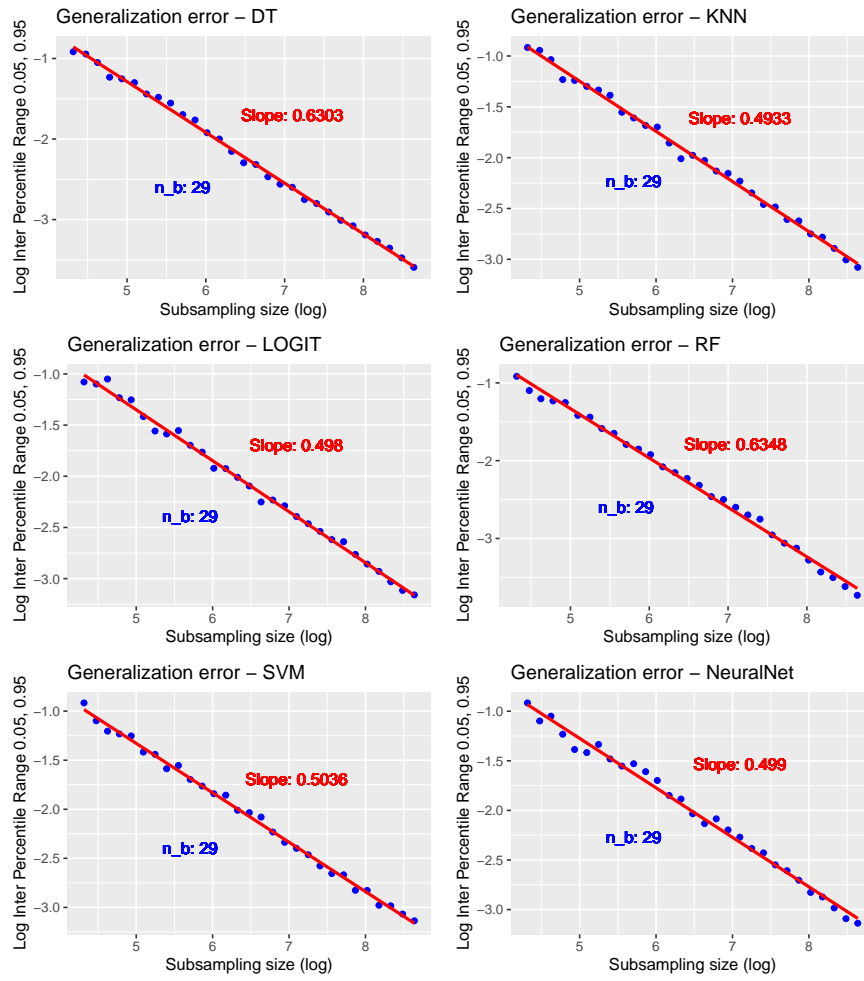 Generalization error – DT
Log Inter Percentile Range 0.05, 0.95
−1
−2
−3
Slope: 0.6303
n_b: 29
5
6
7
8
Subsampling size (log)
Generalization error – KNN
Log Inter Percentile Range 0.05, 0.95
−1.0
−1.5
−2.0
−2.5
−3.0
Slope: 0.4933
n_b: 29
5
6
7
8
Subsampling size (log)
Generalization error – LOGIT
Log Inter Percentile Range 0.05, 0.95
−1.0
−1.5
−2.0
−2.5
−3.0
Slope: 0.498
n_b: 29
5
6
7
8
Subsampling size (log)
Generalization error – RF
Log Inter Percentile Range 0.05, 0.95
−1
−2
−3
Slope: 0.6348
n_b: 29
5
6
7
8
Subsampling size (log)
Generalization error – SVM
Log Inter Percentile Range 0.05, 0.95
−1.0
−1.5
−2.0
−2.5
−3.0
Slope: 0.5036
n_b: 29
5
6
7
8
Subsampling size (log)
Generalization error – NeuralNet
Log Inter Percentile Range 0.05, 0.95
−1.0
−1.5
−2.0
−2.5
−3.0
Slope: 0.499
n_b: 29
5
6
7
8
Subsampling size (log)